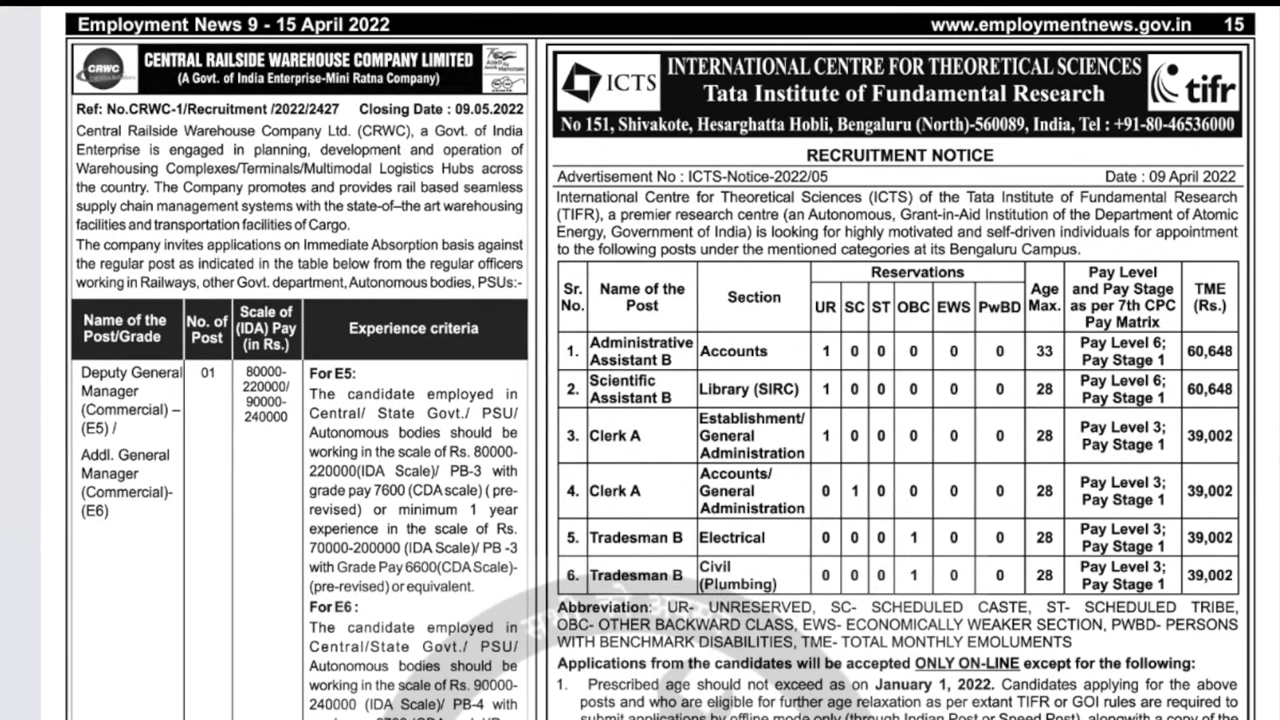 Employment News 9 - 15 April 2022
www.employmentnews.gov.in 15
CRWC
CENTRAL RAILSIDE WAREHOUSE COMPANY LIMITED
(A Govt. of India Enterprise-Mini Ratna Company)
Ref: No.CRWC-1/Recruitment /2022/2427 Closing Date : 09.05.2022
Central Railside Warehouse Company Ltd. (CRWC), a Govt. of India
Enterprise is engaged in planning, development and operation of
Warehousing Complexes/Terminals/Multimodal Logistics Hubs across
the country. The Company promotes and provides rail based seamless
supply chain management systems with the state-of–the art warehousing
facilities and transportation facilities of Cargo.
The company invites applications on Immediate Absorption basis against
the regular post as indicated in the table below from the regular officers
working in Railways, other Govt. department, Autonomous bodies, PSUs:-
Name of the Post/Grade No. of Post Scale of (IDA) Pay (in Rs.) Experience criteria
Deputy General
Manager
(Commercial) –
(E5) /
Addl. General
Manager
(Commercial)-
(E6)
01
80000-
220000/
90000-
240000
For E5:
The candidate employed in
Central/ State Govt./ PSU/
Autonomous bodies should be
working in the scale of Rs. 80000-
220000(IDA Scale)/ PB-3 with
grade pay 7600 (CDA scale) ( pre-
revised) or minimum 1 year
experience in the scale of Rs.
70000-200000 (IDA Scale)/ PB -3
with Grade Pay 6600(CDA Scale)-
(pre-revised) or equivalent.
For E6:
The candidate employed in
Central/State Govt./ PSU/
Autonomous bodies should be
working in the scale of Rs. 90000-
240000 (IDA Scale)/ PB-4 with
ICTS
INTERNATIONAL CENTRE FOR THEORETICAL SCIENCES
Tata Institute of Fundamental Research
tifr
No 151, Shivakote, Hesarghatta Hobli, Bengaluru (North)-560089, India, Tel : +91-80-46536000
RECRUITMENT NOTICE
Advertisement No : ICTS-Notice-2022/05 Date : 09 April 2022
International Centre for Theoretical Sciences (ICTS) of the Tata Institute of Fundamental Research
(TIFR), a premier research centre (an Autonomous, Grant-in-Aid Institution of the Department of Atomic
Energy, Government of India) is looking for highly motivated and self-driven individuals for appointment
to the following posts under the mentioned categories at its Bengaluru Campus.
Sr. No. Name of the Post Section Reservations UR SC ST OBC EWS PwBD Age Max. Pay Level and Pay Stage as per 7th CPC Pay Matrix TME (Rs.)
1. Administrative Assistant B Accounts 1 0 0 0 0 0 33 Pay Level 6; Pay Stage 1 60,648
2. Scientific Assistant B Library (SIRC) 1 0 0 0 0 0 28 Pay Level 6; Pay Stage 1 60,648
3. Clerk A Establishment/ General Administration 1 0 0 0 0 0 28 Pay Level 3; Pay Stage 1 39,002
4. Clerk A Accounts/ General Administration 0 1 0 0 0 0 28 Pay Level 3; Pay Stage 1 39,002
5. Tradesman B Electrical 0 0 0 1 0 0 28 Pay Level 3; Pay Stage 1 39,002
6. Tradesman B Civil (Plumbing) 0 0 0 1 0 0 28 Pay Level 3; Pay Stage 1 39,002
Abbreviation: UR- UNRESERVED, SC- SCHEDULED CASTE, ST- SCHEDULED TRIBE,
OBC- OTHER BACKWARD CLASS, EWS- ECONOMICALLY WEAKER SECTION, PWBD- PERSONS
WITH BENCHMARK DISABILITIES, TME- TOTAL MONTHLY EMOLUMENTS
Applications from the candidates will be accepted ONLY ON-LINE except for the following:
1. Prescribed age should not exceed as on January 1, 2022. Candidates applying for the above
posts and who are eligible for further age relaxation as per extant TIFR or GOI rules are required to
submit applications by offline mode only (through Indian Post or Speed Post), alongwith a copy of the